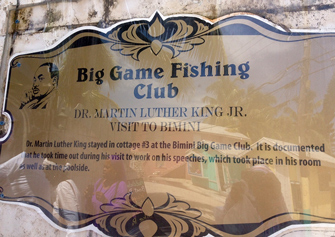 Big Game Fishing
Club
DR. MARTIN LUTHER KING JR.
VISIT TO BIMINI
Dr. Martin Luther King stayed in cottage #3 at the Bimini Big Game Club, it is documented
that he took time out during his visit to work on his speeches, which took place in his room
as well as at the poolside.